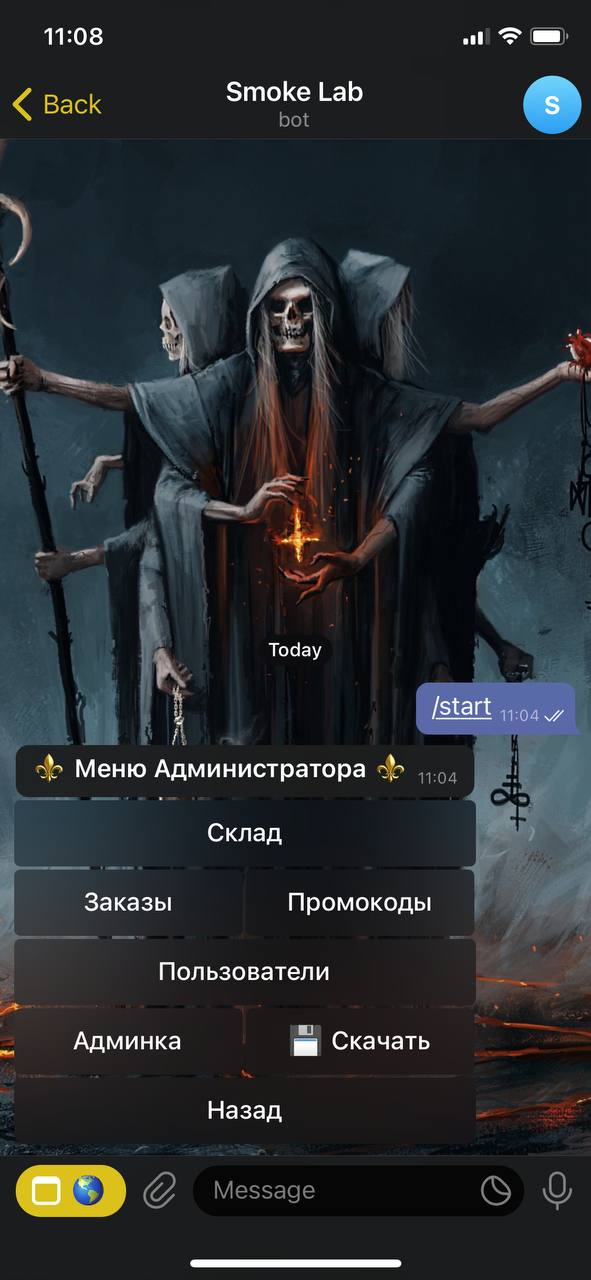 11:08
Back
Smoke Lab
bot
S
Today
/start 11:04
⚜️ Меню Администратора ⚜️ 11:04
Склад
Заказы
Промокоды
Пользователи
Админка
💾 Скачать
Назад
Message